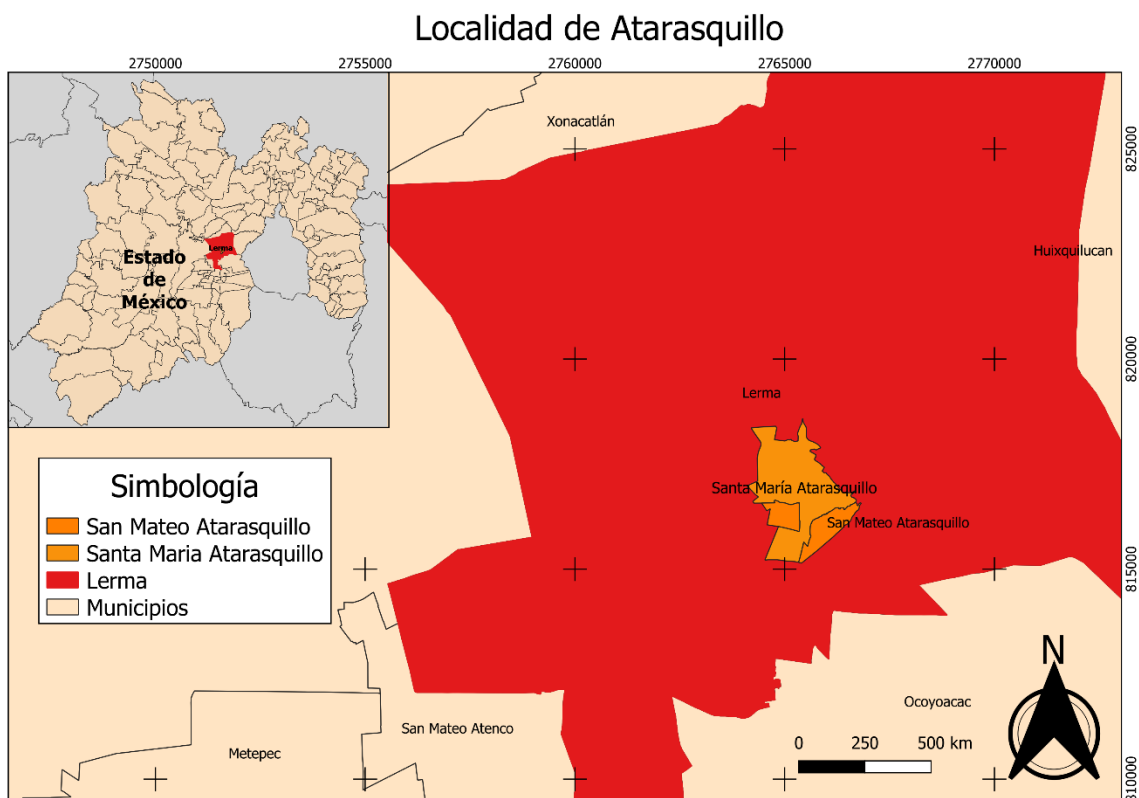 Localidad de Atarasquillo
2750000
2755000
2760000
2765000
2770000
Xonacatlán
825000
Huixquilucan
Lerma
Estado
de
México
820000
Lerma
Simbología
San Mateo Atarasquillo
Santa Maria Atarasquillo
Lerma
Municipios
Santa María Atarasquillo
San Mateo Atarasquillo
815000
N
Ocoyoacac
San Mateo Atenco
Metepec
0 250 500 km
810000